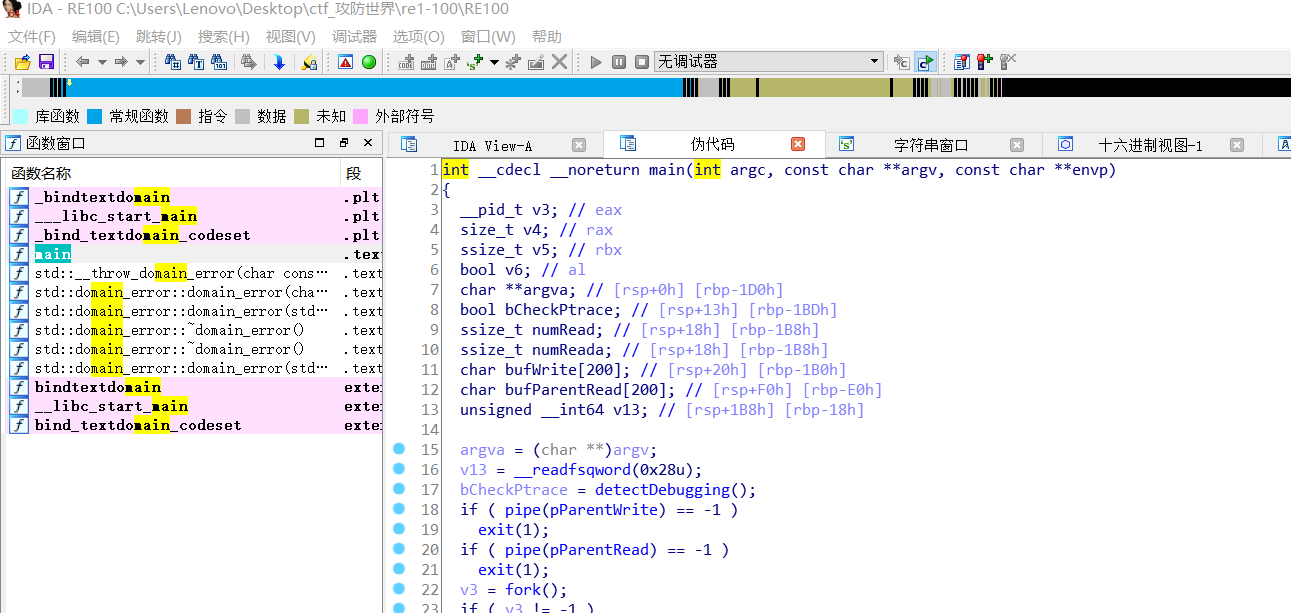 IDA - RE100 C:\Users\Lenovo\Desktop\ctf_攻防世界\re1-100\RE100
文件(F) 编辑(E) 跳转(J) 搜索(H) 视图(V) 调试器 选项(O) 窗口(W) 帮助
无调试器
库函数 常规函数 指令 数据 未知 外部符号
函数窗口
IDA View-A 伪代码 字符串窗口 十六进制视图-1
函数名称 段
_bindtextdomain .plt
___libc_start_main .plt
_bind_textdomain_codeset .plt
main .tex
std::__throw_domain_error(char cons… .text
std::domain_error::domain_error(cha… .text
std::domain_error::domain_error(std… .text
std::domain_error::~domain_error() .text
std::domain_error::~domain_error() .text
std::domain_error::domain_error(std… .text
bindtextdomain exte
__libc_start_main exte
bind_textdomain_codeset exte
1 int __cdecl __noreturn main(int argc, const char **argv, const char **envp)
2 {
3 __pid_t v3; // eax
4 size_t v4; // rax
5 ssize_t v5; // rbx
6 bool v6; // al
7 char **argva; // [rsp+0h] [rbp-1D0h]
8 bool bCheckPtrace; // [rsp+13h] [rbp-1BDh]
9 ssize_t numRead; // [rsp+18h] [rbp-1B8h]
10 ssize_t numReada; // [rsp+18h] [rbp-1B8h]
11 char bufWrite[200]; // [rsp+20h] [rbp-1B0h]
12 char bufParentRead[200]; // [rsp+F0h] [rbp-E0h]
13 unsigned __int64 v13; // [rsp+1B8h] [rbp-18h]
14
15 argva = (char **)argv;
16 v13 = __readfsqword(0x28u);
17 bCheckPtrace = detectDebugging();
18 if ( pipe(pParentWrite) == -1 )
19 exit(1);
20 if ( pipe(pParentRead) == -1 )
21 exit(1);
22 v3 = fork();
23 if ( v3 != -1 )